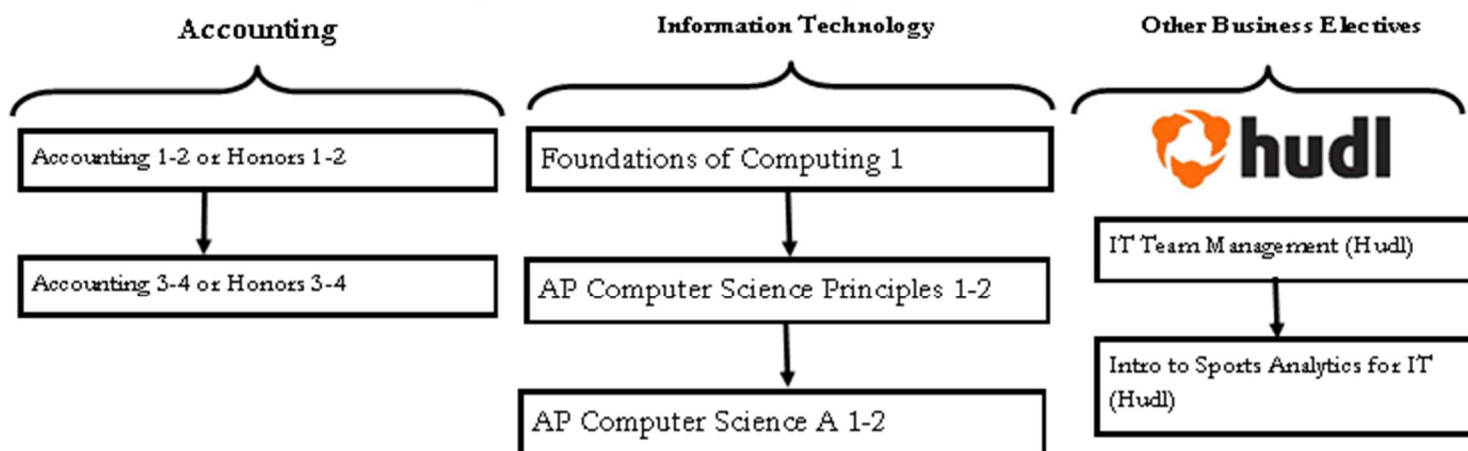 Accounting
Accounting 1-2 or Honors 1-2
Accounting 3-4 or Honors 3-4
Information Technology
Foundations of Computing 1
AP Computer Science Principles 1-2
AP Computer Science A 1-2
Other Business Electives
hudl
IT Team Management (Hudl)
Intro to Sports Analytics for IT
(Hudl)